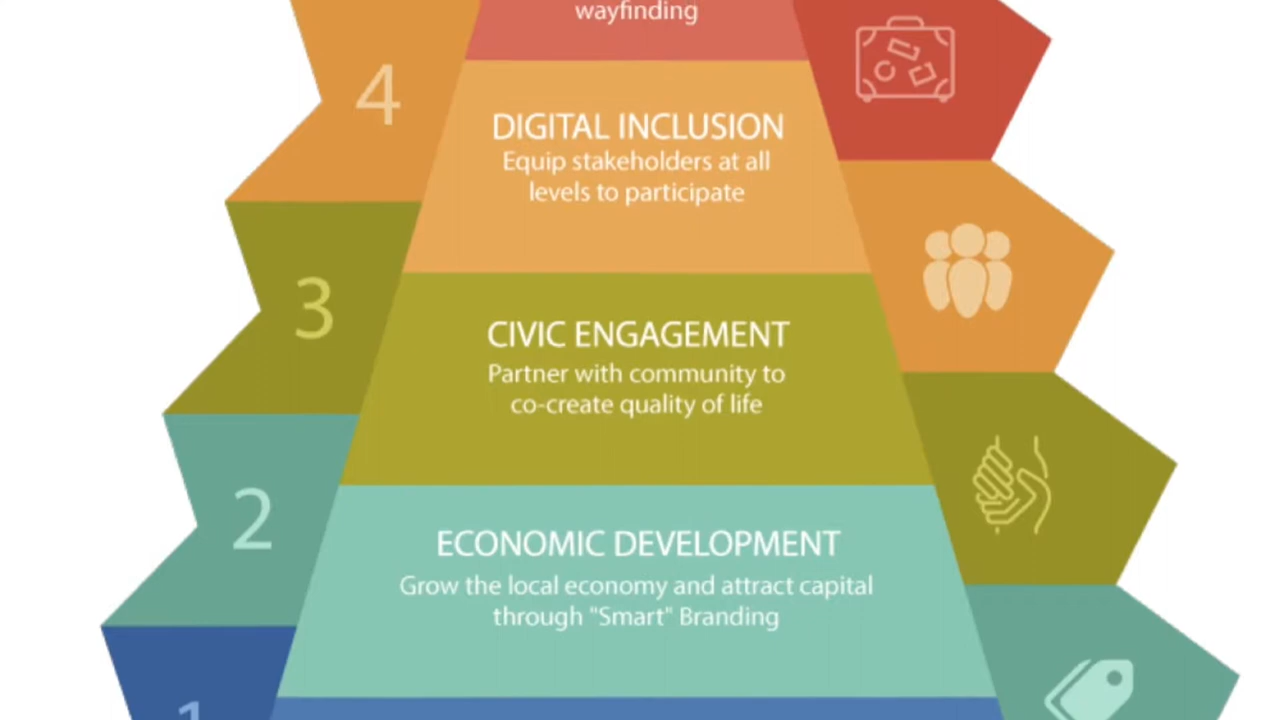 wayfinding
4
DIGITAL INCLUSION
Equip stakeholders at all
levels to participate
3
CIVIC ENGAGEMENT
Partner with community to
co-create quality of life
2
ECONOMIC DEVELOPMENT
Grow the local economy and attract capital
through "Smart" Branding
1